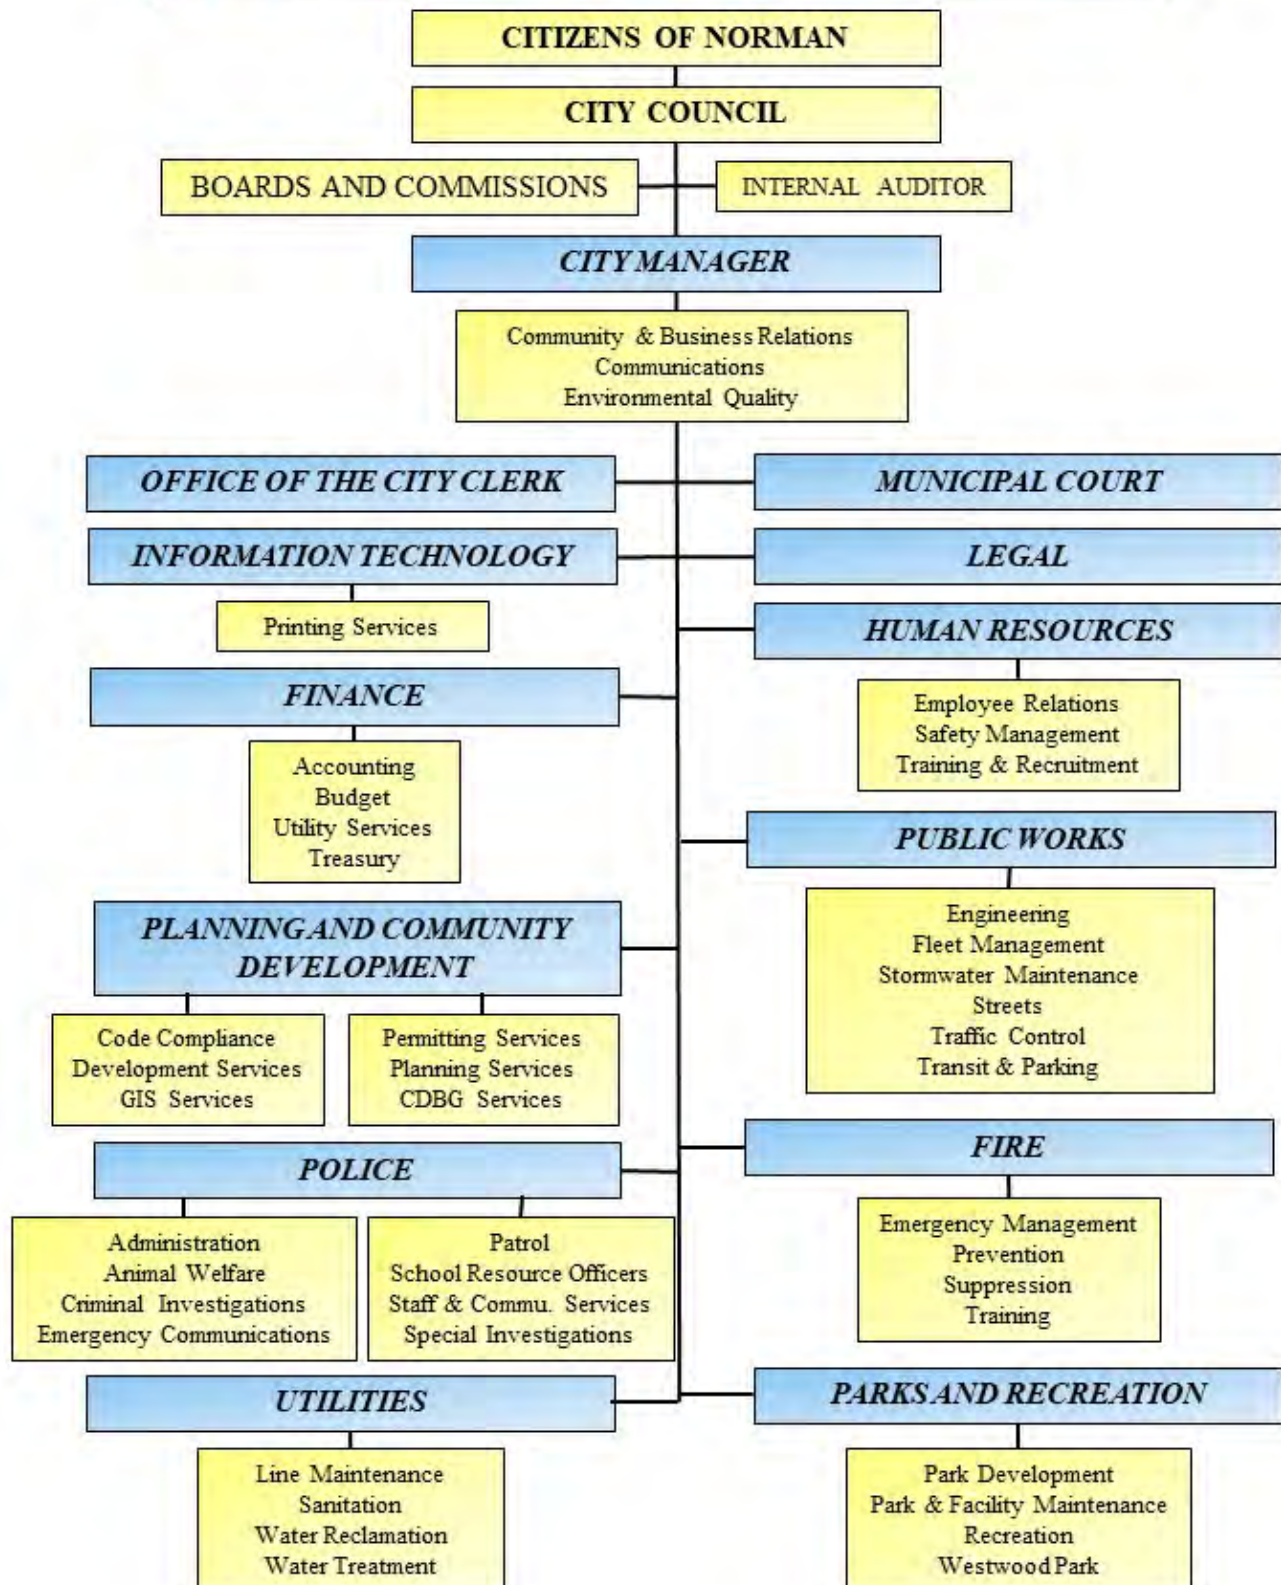 CITIZENS OF NORMAN
CITY COUNCIL
BOARDS AND COMMISSIONS
INTERNAL AUDITOR
CITY MANAGER
Community & Business Relations
Communications
Environmental Quality
OFFICE OF THE CITY CLERK
MUNICIPAL COURT
INFORMATION TECHNOLOGY
LEGAL
Printing Services
HUMAN RESOURCES
Employee Relations
Safety Management
Training & Recruitment
FINANCE
Accounting
Budget
Utility Services
Treasury
PUBLIC WORKS
Engineering
Fleet Management
Stormwater Maintenance
Streets
Traffic Control
Transit & Parking
PLANNING AND COMMUNITY
DEVELOPMENT
Code Compliance
Development Services
GIS Services
Permitting Services
Planning Services
CDBG Services
POLICE
Administration
Animal Welfare
Criminal Investigations
Emergency Communications
Patrol
School Resource Officers
Staff & Commu. Services
Special Investigations
FIRE
Emergency Management
Prevention
Suppression
Training
UTILITIES
Line Maintenance
Sanitation
Water Reclamation
Water Treatment
PARKS AND RECREATION
Park Development
Park & Facility Maintenance
Recreation
Westwood Park